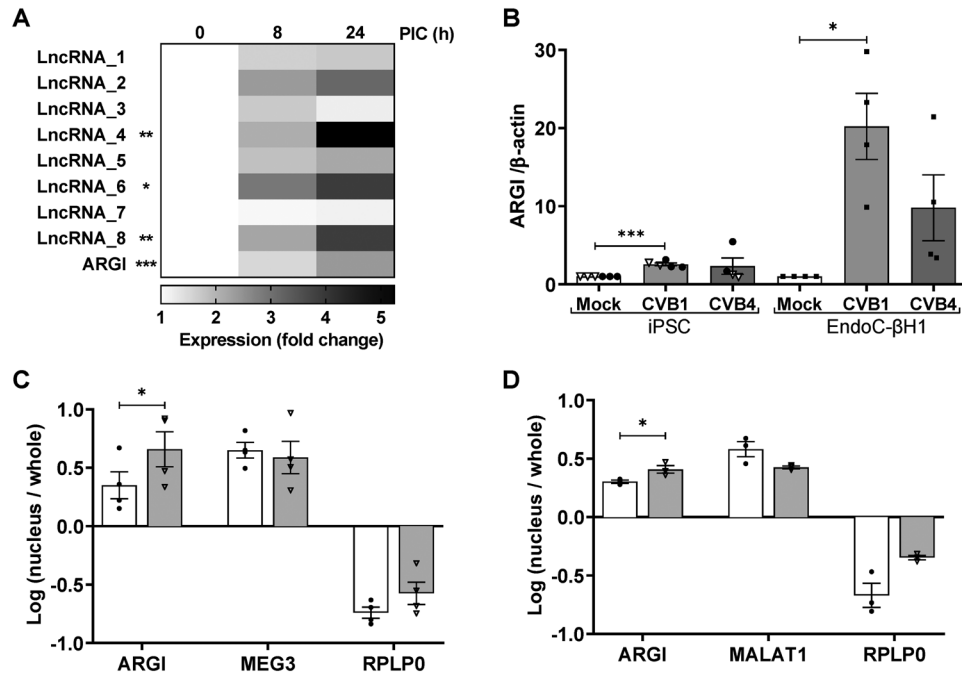 A
0 8 24 PIC (h)
LncRNA_1
LncRNA_2
LncRNA_3
LncRNA_4 **
LncRNA_5
LncRNA_6 *
LncRNA_7
LncRNA_8 **
ARGI ***
1 2 3 4 5
Expression (fold change)
B
ARGI /β-actin
30
20
10
0
***
*
Mock CVB1 CVB4 Mock CVB1 CVB4
iPSC EndoC-βH1
C
Log (nucleus / whole)
1.0
0.5
0.0
-0.5
-1.0
*
ARGI MEG3 RPLP0
D
Log (nucleus / whole)
1.0
0.5
0.0
-0.5
-1.0
*
ARGI MALAT1 RPLP0